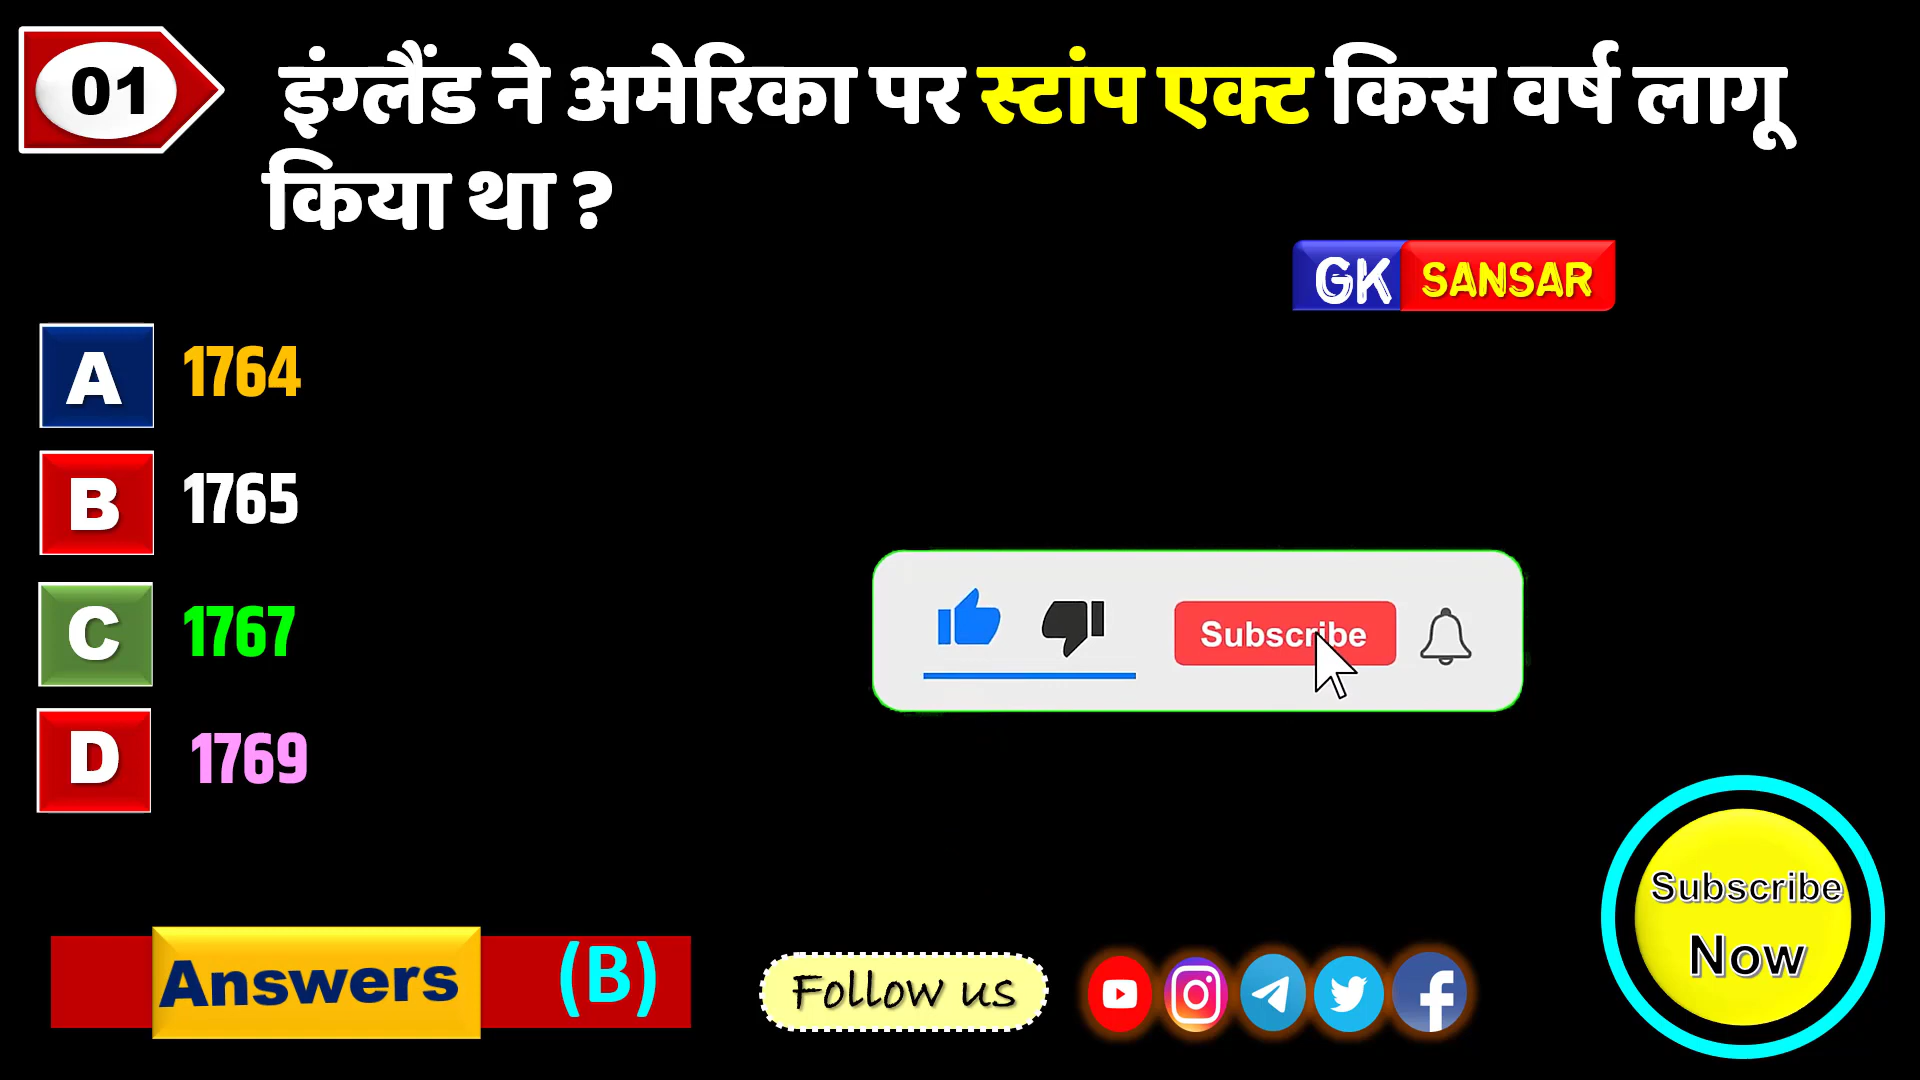 01
इंग्लैंड ने अमेरिका पर स्टांप एक्ट किस वर्ष लागू
किया था ?
GK SANSAR
A 1764
B 1765
C 1767
D 1769
Subscribe
Subscribe
Now
Answers (B)
Follow us